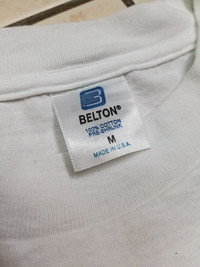 B
BELTON®
100% COTTON
PRE-SHRUNK
M
MADE IN U.S.A.